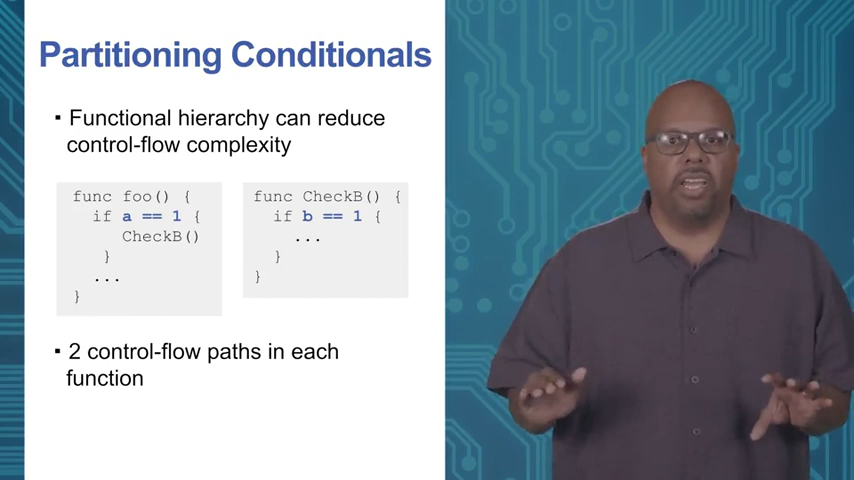 Partitioning Conditionals
▪ Functional hierarchy can reduce
control-flow complexity
func foo() {
if a == 1 {
CheckB()
}
...
}
func CheckB() {
if b == 1 {
...
}
}
▪ 2 control-flow paths in each
function